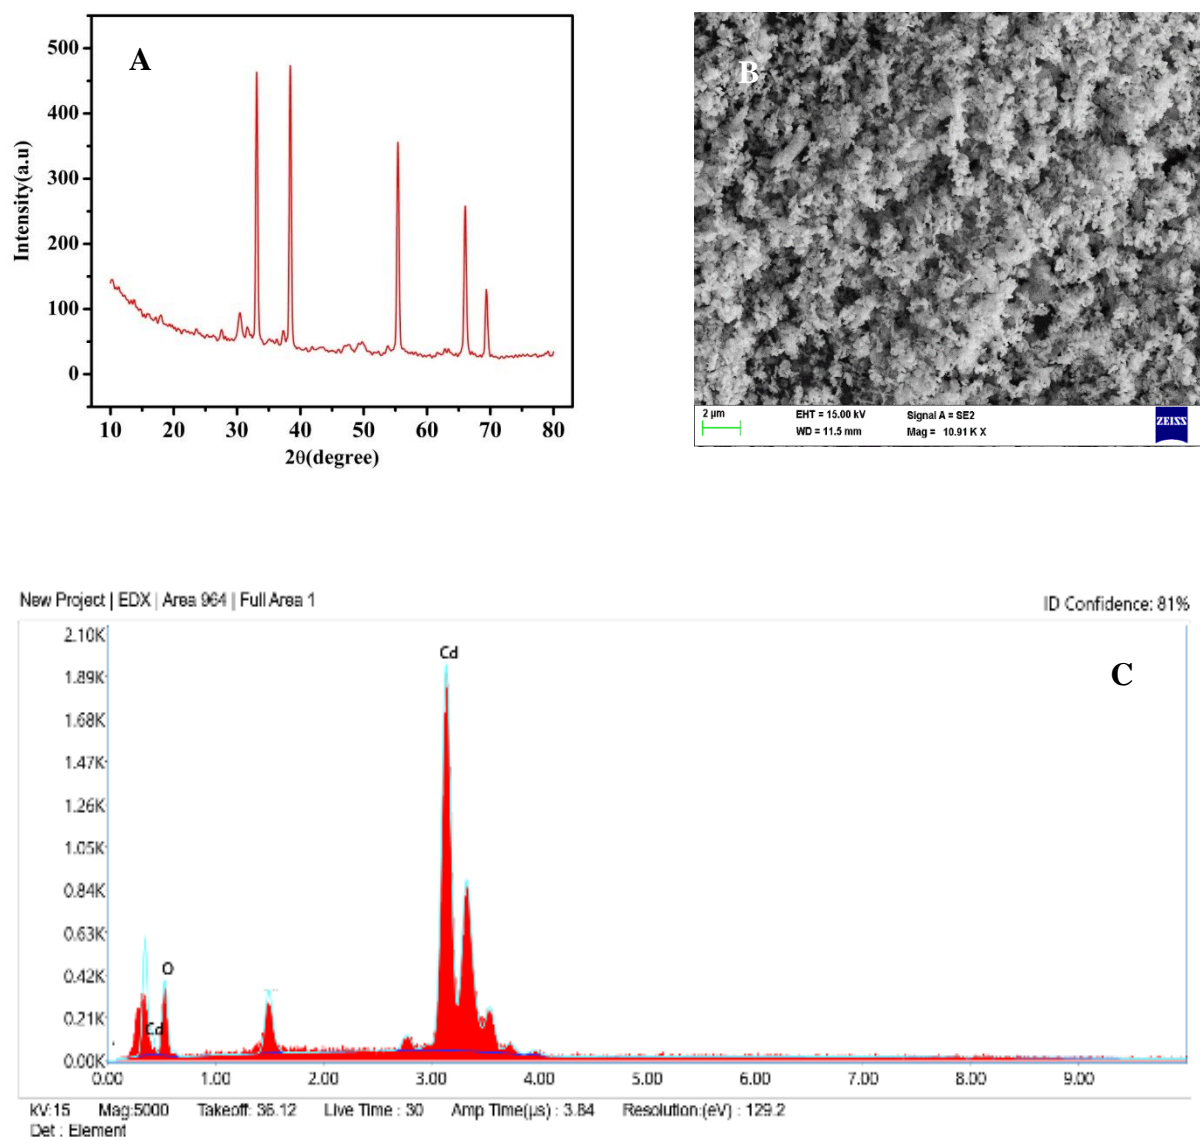 A
500
400
300
200
100
0
Intensity(a.u)
10 20 30 40 50 60 70 80
2θ(degree)
B
2 µm
EHT = 15.00 kV Signal A = SE2
WD = 11.5 mm Mag = 10.91 K X
ZEISS
New Project | EDX | Area 964 | Full Area 1
ID Confidence: 81%
C
2.10K
1.89K
1.68K
1.47K
1.26K
1.05K
0.84K
0.63K
0.42K
0.21K
0.00K
Cd
O
Cd
0.00 1.00 2.00 3.00 4.00 5.00 6.00 7.00 8.00 9.00
kV:15 Mag:5000 Takeoff: 36.12 Live Time : 30 Amp Time(µs) : 3.84 Resolution:(eV) : 129.2
Det : Element